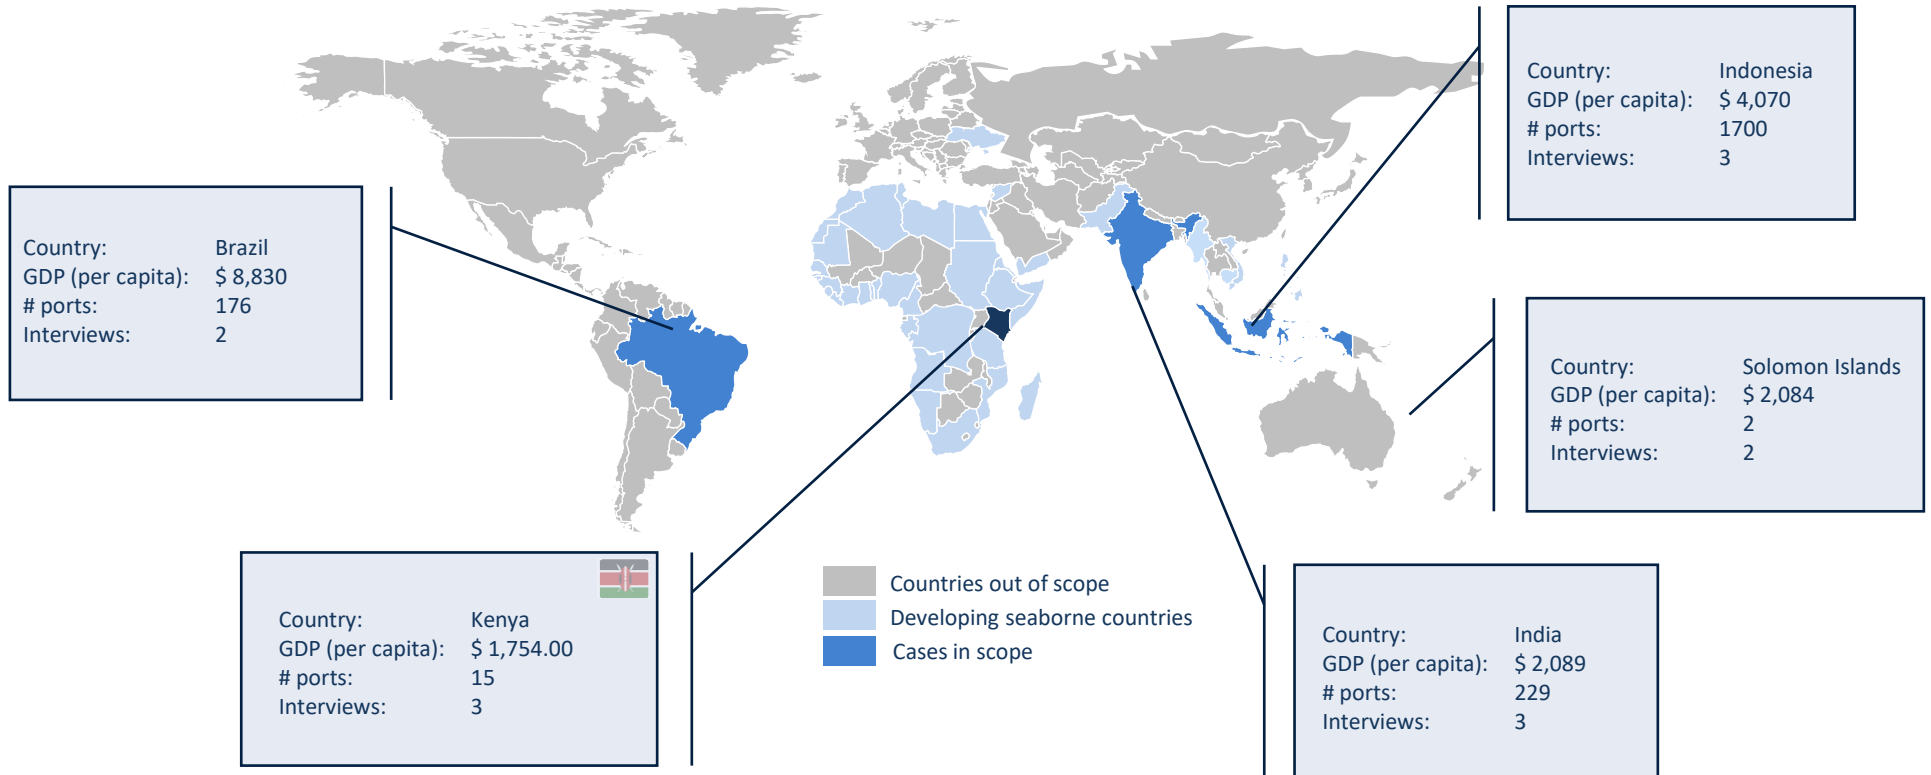 Country: Indonesia
GDP (per capita): $ 4,070
# ports: 1700
Interviews: 3
Country: Brazil
GDP (per capita): $ 8,830
# ports: 176
Interviews: 2
Country: Solomon Islands
GDP (per capita): $ 2,084
# ports: 2
Interviews: 2
Country: Kenya
GDP (per capita): $ 1,754.00
# ports: 15
Interviews: 3
Countries out of scope
Developing seaborne countries
Cases in scope
Country: India
GDP (per capita): $ 2,089
# ports: 229
Interviews: 3